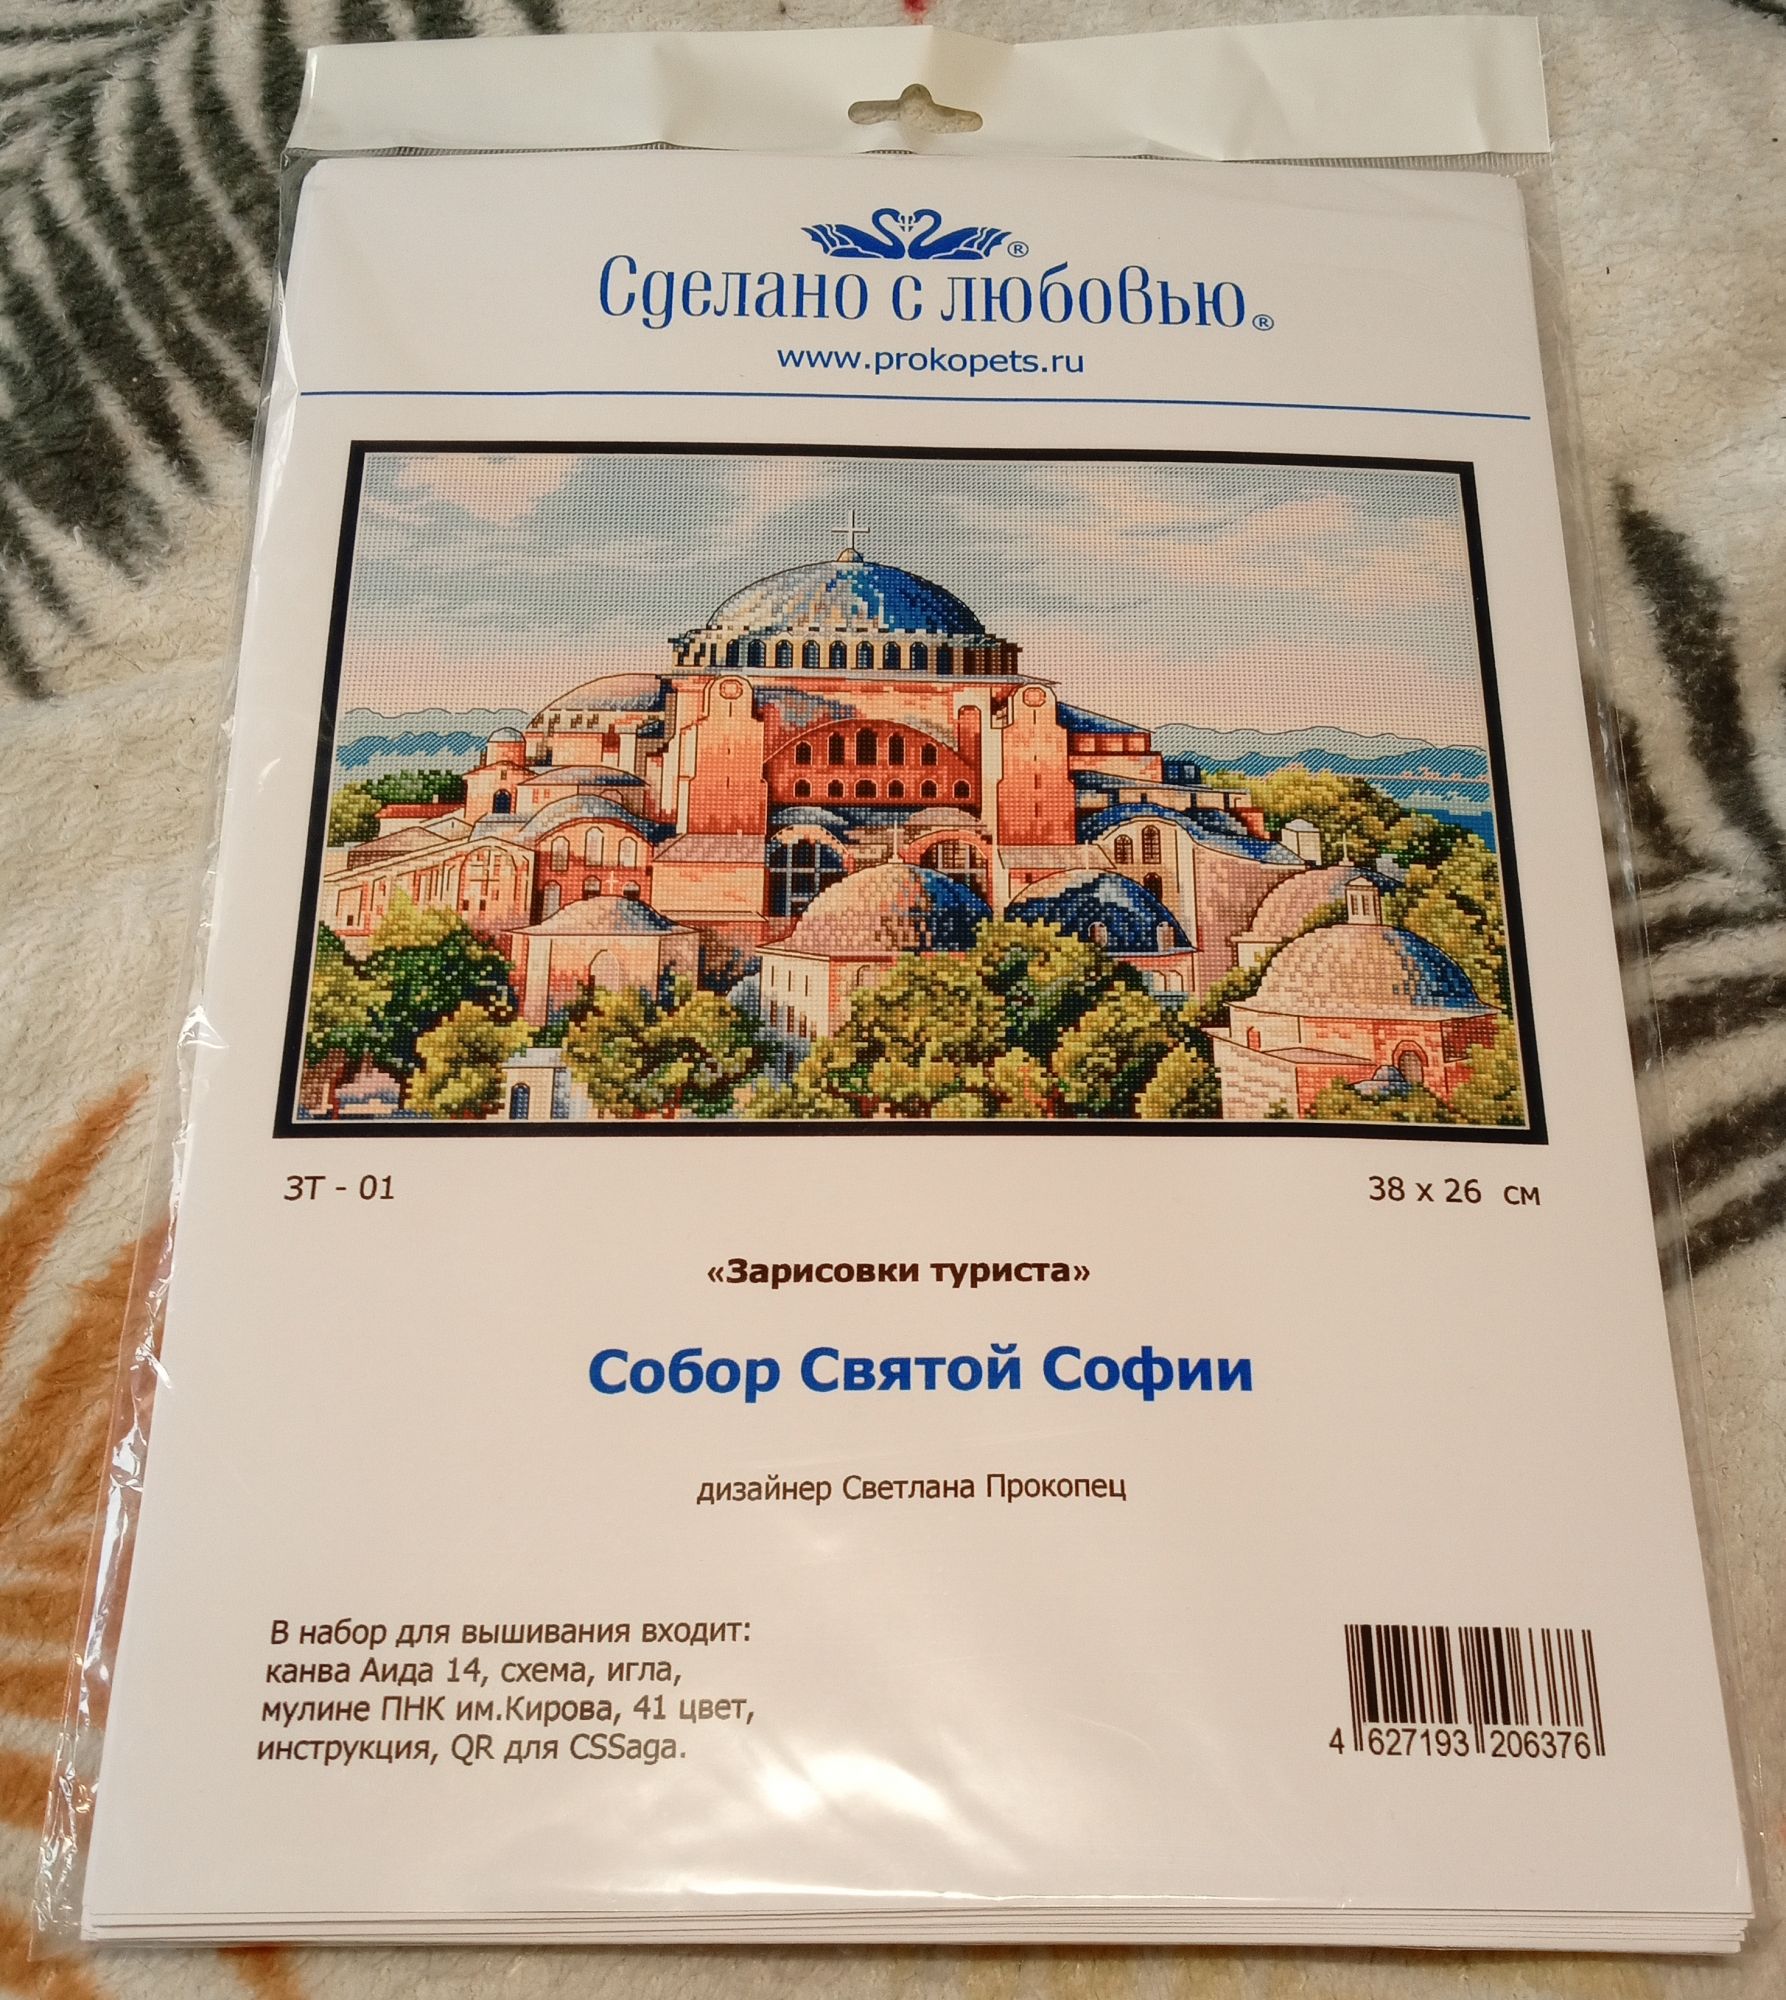 ®
Сделано с любовью®
www.prokopets.ru
ЗТ - 01
38 x 26 см
«Зарисовки туриста»
Собор Святой Софии
дизайнер Светлана Прокопец
В набор для вышивания входит:
канва Аида 14, схема, игла,
мулине ПНК им.Кирова, 41 цвет,
инструкция, QR для CSSaga.
4 627193 206376